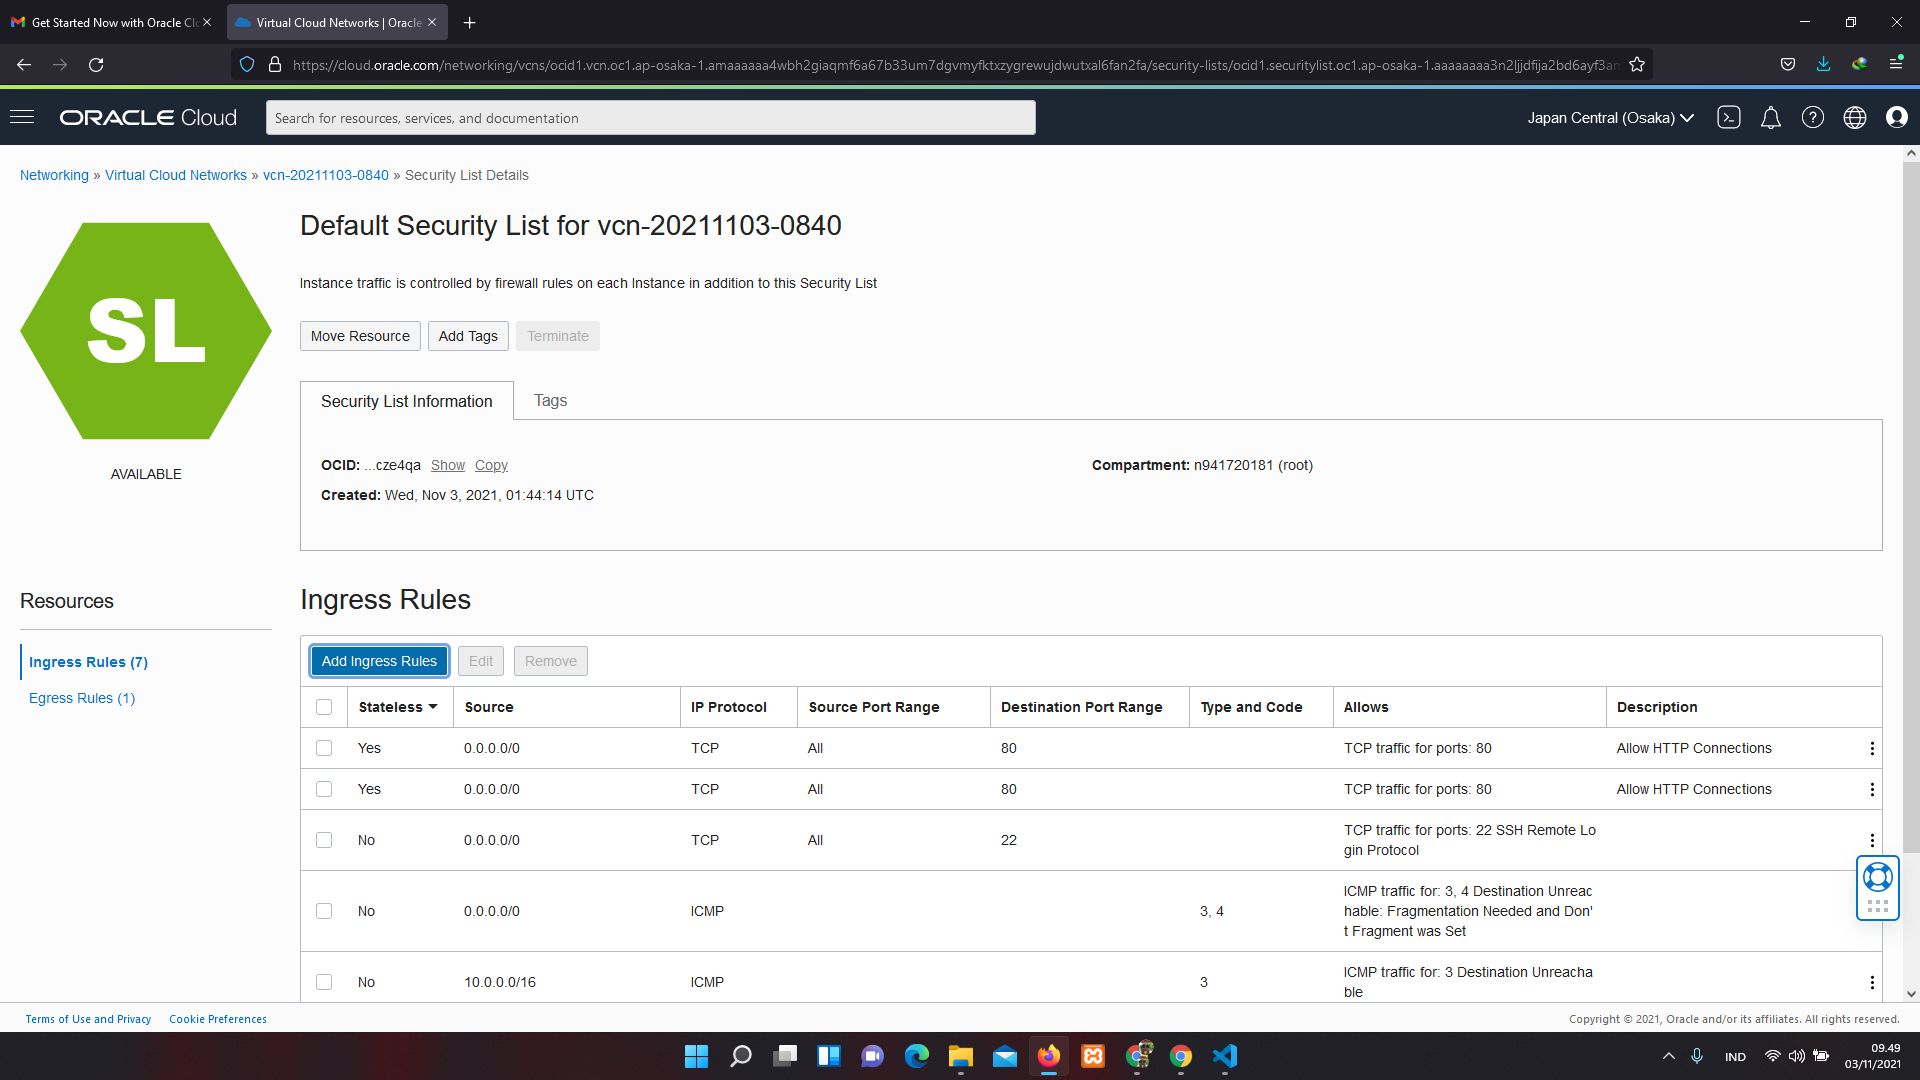 Get Started Now with Oracle Cl
Virtual Cloud Networks | Oracle
https://cloud.oracle.com/networking/vcns/ocid1.vcn.oc1.ap-osaka-1.amaaaaaa4wbh2giaqmf6a67b33um7dgvmyfktxzygrewujdwutxal6fan2fa/security-lists/ocid1.securitylist.oc1.ap-osaka-1.aaaaaaaa3n2ljjdfija2bd6ayf3am
ORACLE Cloud
Search for resources, services, and documentation
Japan Central (Osaka)
Networking » Virtual Cloud Networks » vcn-20211103-0840 » Security List Details
SL
AVAILABLE
Default Security List for vcn-20211103-0840
Instance traffic is controlled by firewall rules on each Instance in addition to this Security List
Move Resource Add Tags Terminate
Security List Information Tags
OCID: ...cze4qa Show Copy
Compartment: n941720181 (root)
Created: Wed, Nov 3, 2021, 01:44:14 UTC
Resources
Ingress Rules (7)
Egress Rules (1)
Ingress Rules
Add Ingress Rules Edit Remove
Stateless Source IP Protocol Source Port Range Destination Port Range Type and Code Allows Description
Yes 0.0.0.0/0 TCP All 80 TCP traffic for ports: 80 Allow HTTP Connections
Yes 0.0.0.0/0 TCP All 80 TCP traffic for ports: 80 Allow HTTP Connections
No 0.0.0.0/0 TCP All 22 TCP traffic for ports: 22 SSH Remote Lo
gin Protocol
No 0.0.0.0/0 ICMP 3, 4 ICMP traffic for: 3, 4 Destination Unreac
hable: Fragmentation Needed and Don'
t Fragment was Set
No 10.0.0.0/16 ICMP 3 ICMP traffic for: 3 Destination Unreacha
ble
Terms of Use and Privacy Cookie Preferences
Copyright © 2021, Oracle and/or its affiliates. All rights reserved.
IND
09.49
03/11/2021